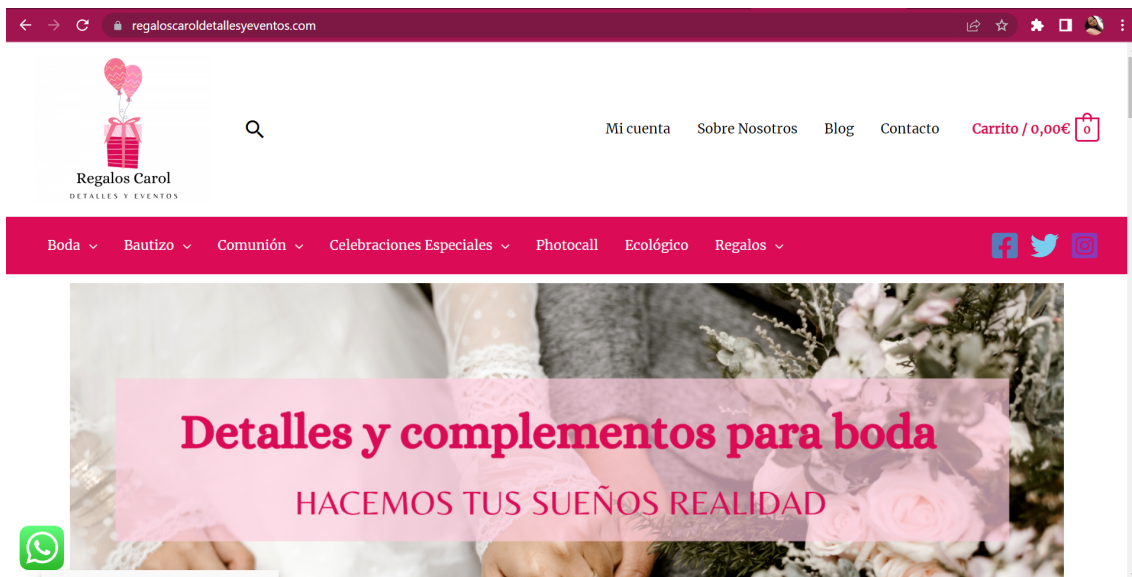 regaloscaroldetallesyeventos.com
Regalos Carol
DETALLES Y EVENTOS
Mi cuenta Sobre Nosotros Blog Contacto Carrito / 0,00€ 0
Boda Bautizo Comunión Celebraciones Especiales Photocall Ecológico Regalos
Detalles y complementos para boda
HACEMOS TUS SUEÑOS REALIDAD